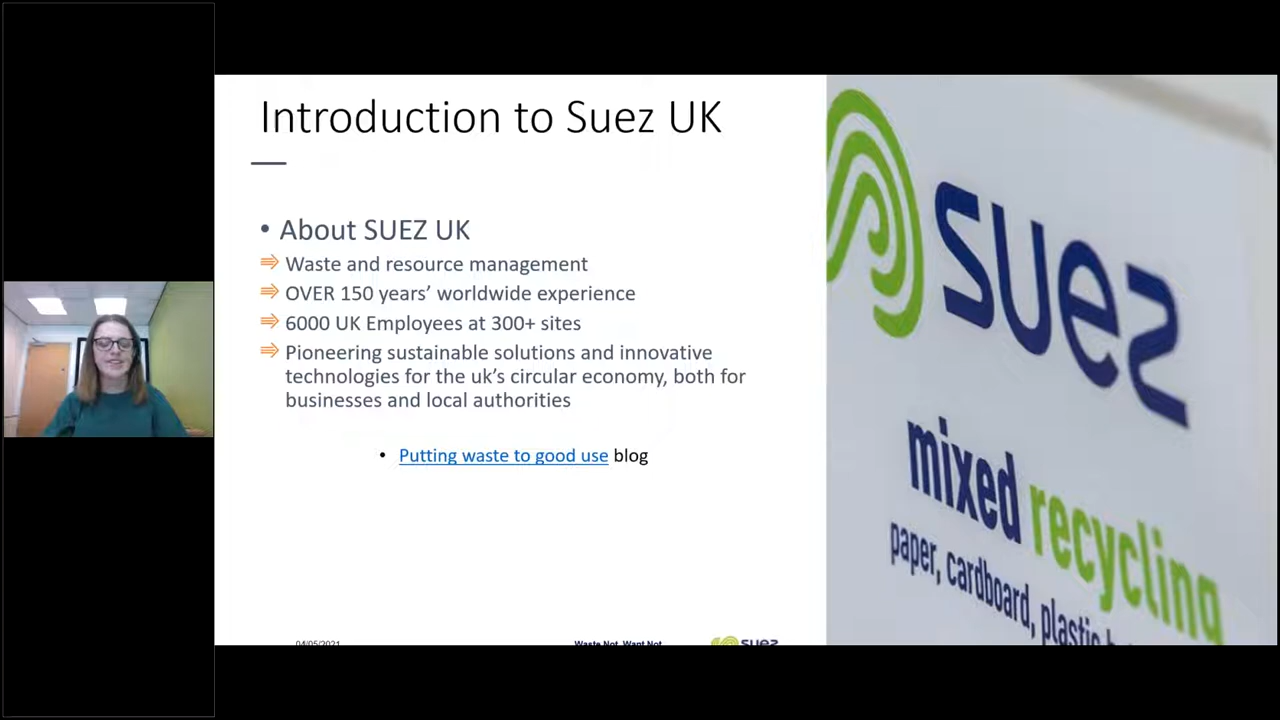 Introduction to Suez UK
• About SUEZ UK
⇒ Waste and resource management
⇒ OVER 150 years’ worldwide experience
⇒ 6000 UK Employees at 300+ sites
⇒ Pioneering sustainable solutions and innovative
technologies for the uk’s circular economy, both for
businesses and local authorities
• Putting waste to good use blog
04/05/2021
Waste Not, Want Not
suez
suez
mixed recycling
paper, cardboard, plastic